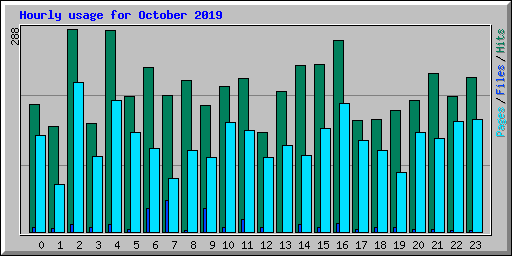 Hourly usage for October 2019
288
Pages/Files/Hits
0 1 2 3 4 5 6 7 8 9 10 11 12 13 14 15 16 17 18 19 20 21 22 23